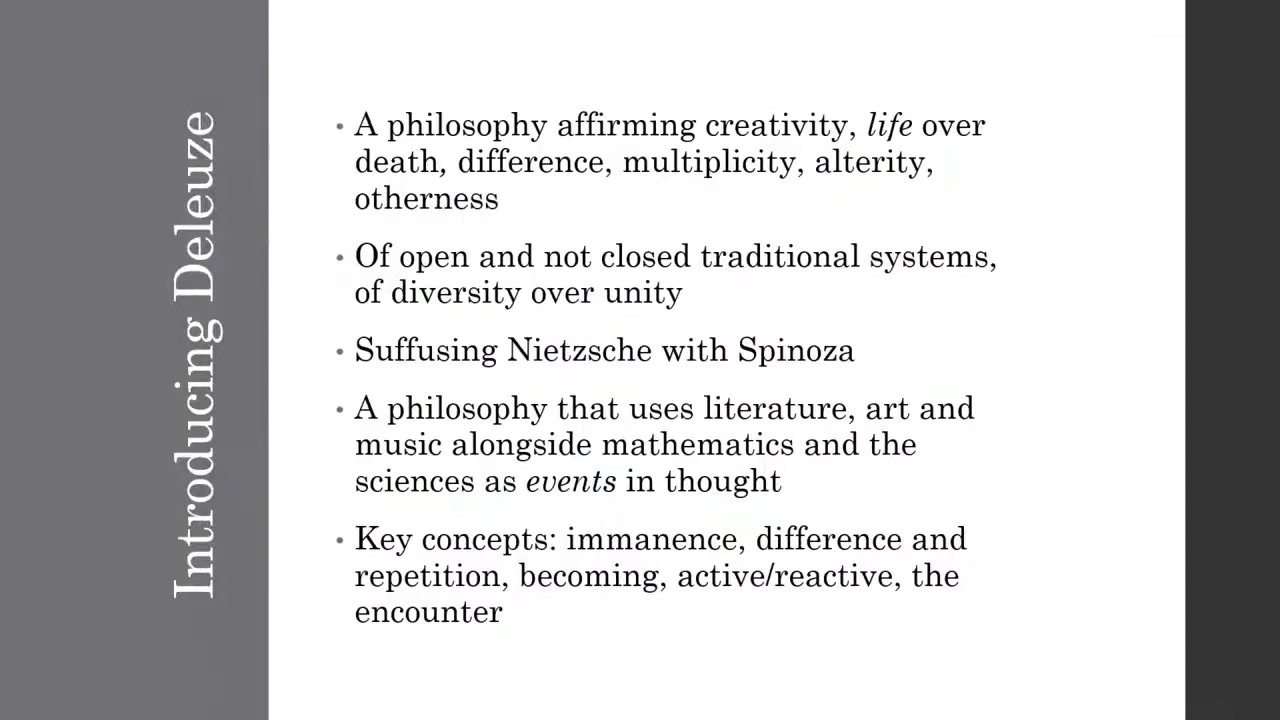 Introducing Deleuze
• A philosophy affirming creativity, life over
death, difference, multiplicity, alterity,
otherness
• Of open and not closed traditional systems,
of diversity over unity
• Suffusing Nietzsche with Spinoza
• A philosophy that uses literature, art and
music alongside mathematics and the
sciences as events in thought
• Key concepts: immanence, difference and
repetition, becoming, active/reactive, the
encounter